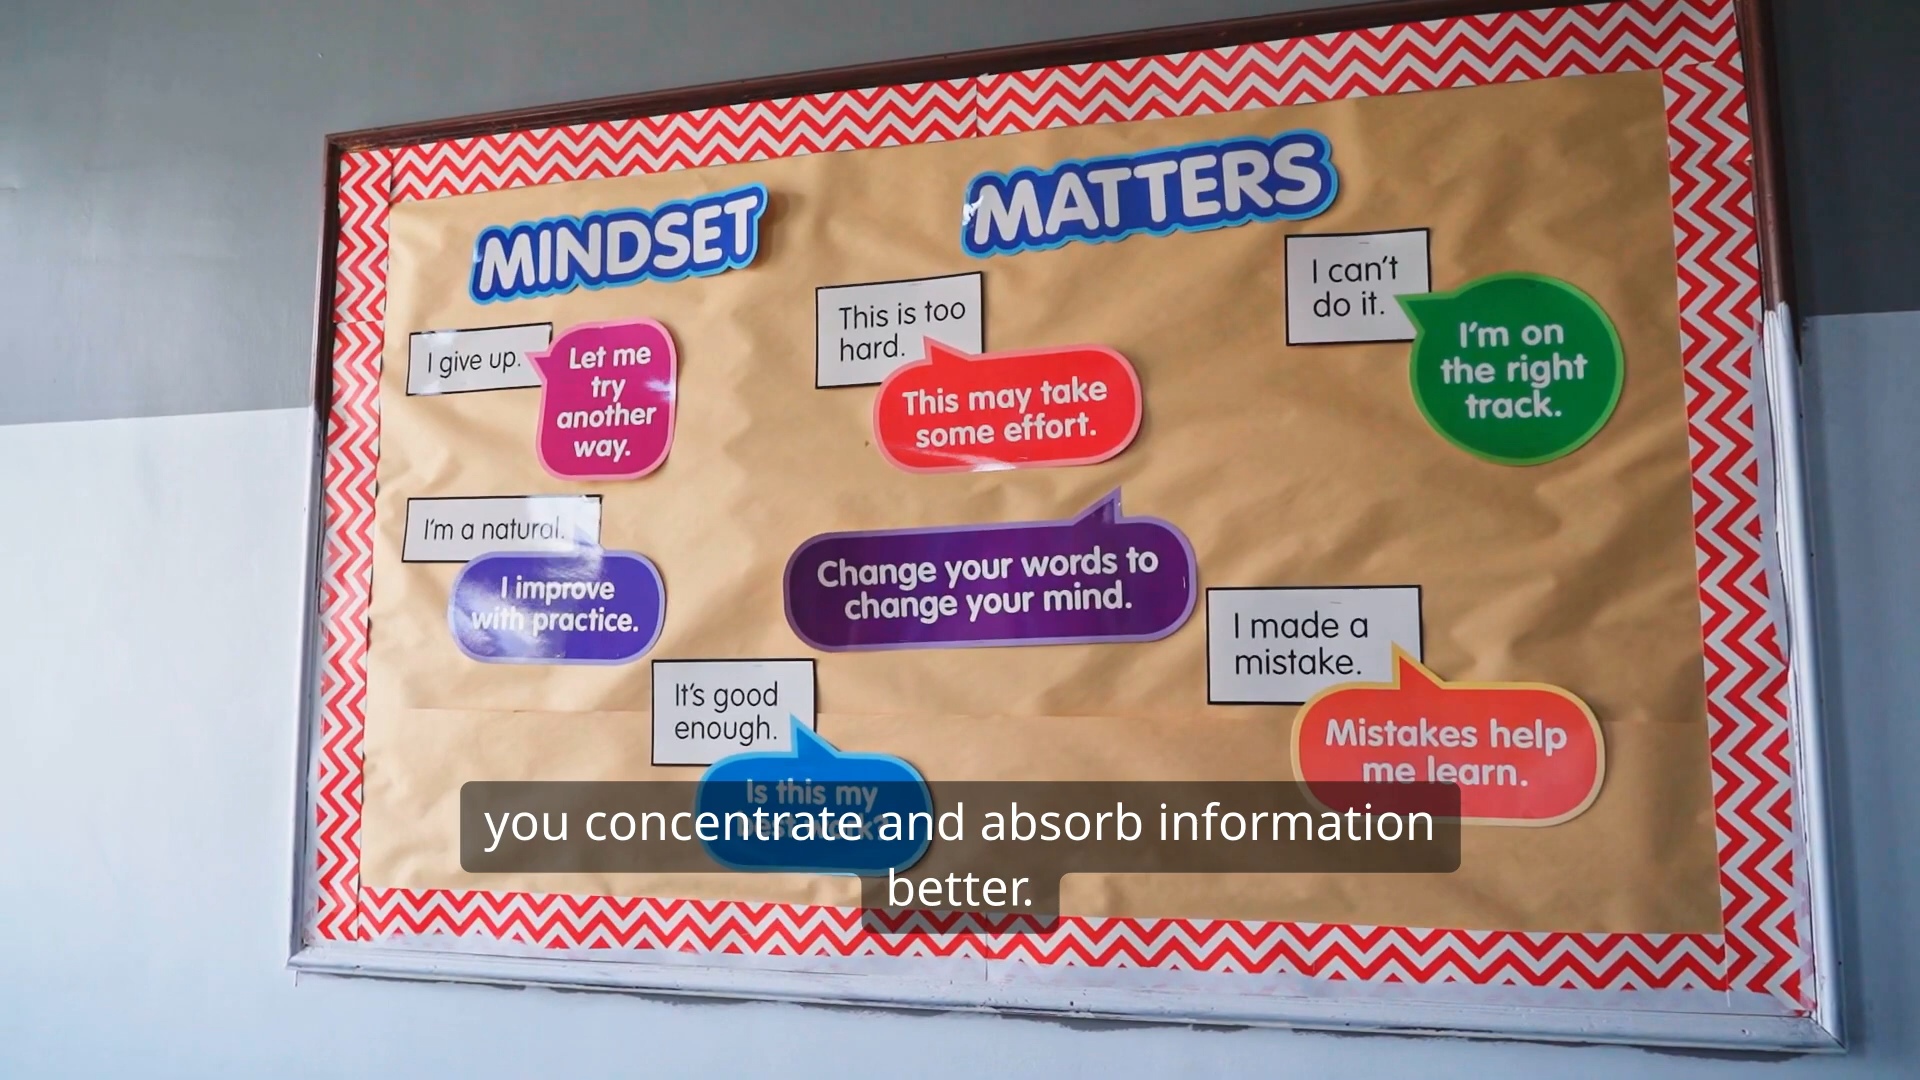 MINDSET MATTERS
I give up.
Let me
try
another
way.
This is too
hard.
This may take
some effort.
I can't
do it.
I'm on
the right
track.
I'm a natural.
I improve
with practice.
Change your words to
change your mind.
It's good
enough.
Is this my
best work?
I made a
mistake.
Mistakes help
me learn.
you concentrate and absorb information
better.